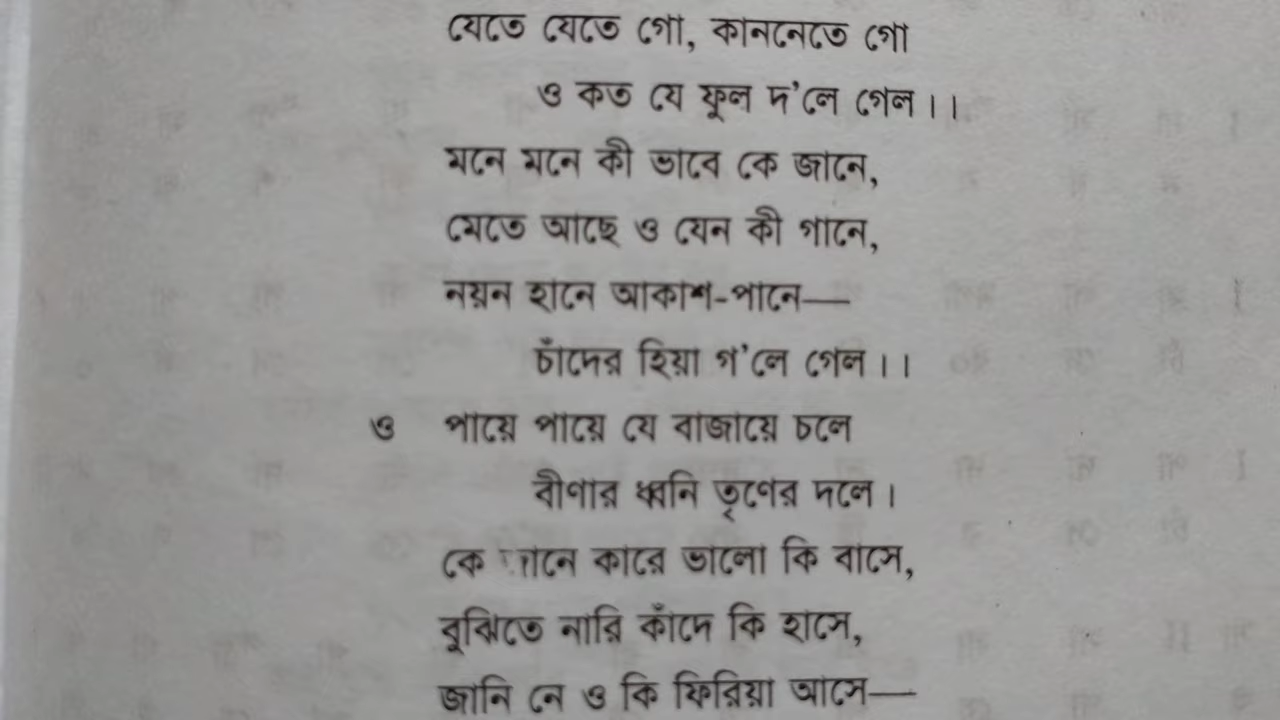 যেতে যেতে গো, কাননেতে গো
ও কত যে ফুল দ'লে গেল।।
মনে মনে কী ভাবে কে জানে,
মেতে আছে ও যেন কী গানে,
নয়ন হানে আকাশ-পানে—
চাঁদের হিয়া গ'লে গেল।।
ও পায়ে পায়ে যে বাজায়ে চলে
বীণার ধ্বনি তৃণের দলে।
কে কারে ভালো কি বাসে,
বুঝিতে নারি কাঁদে কি হাসে,
জানি নে ও কি ফিরিয়া আসে—